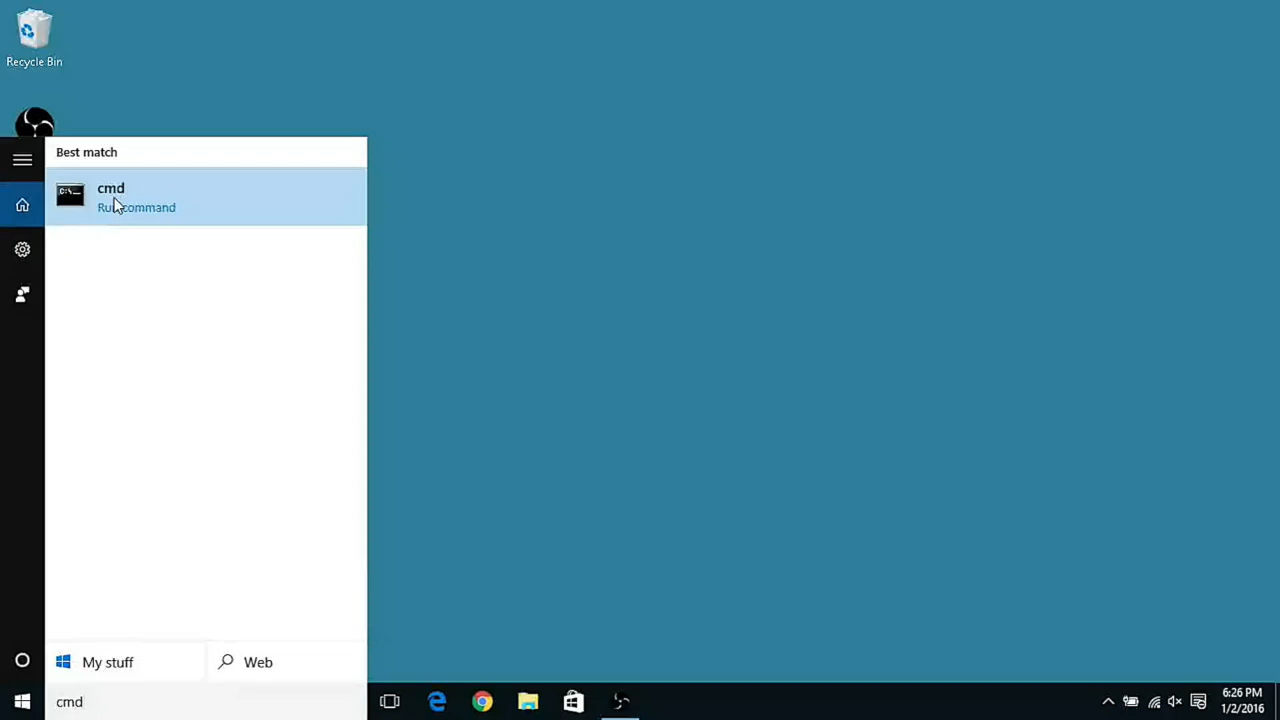 Recycle Bin
Best match
cmd
Run command
My stuff
Web
cmd
6:26 PM
1/2/2016